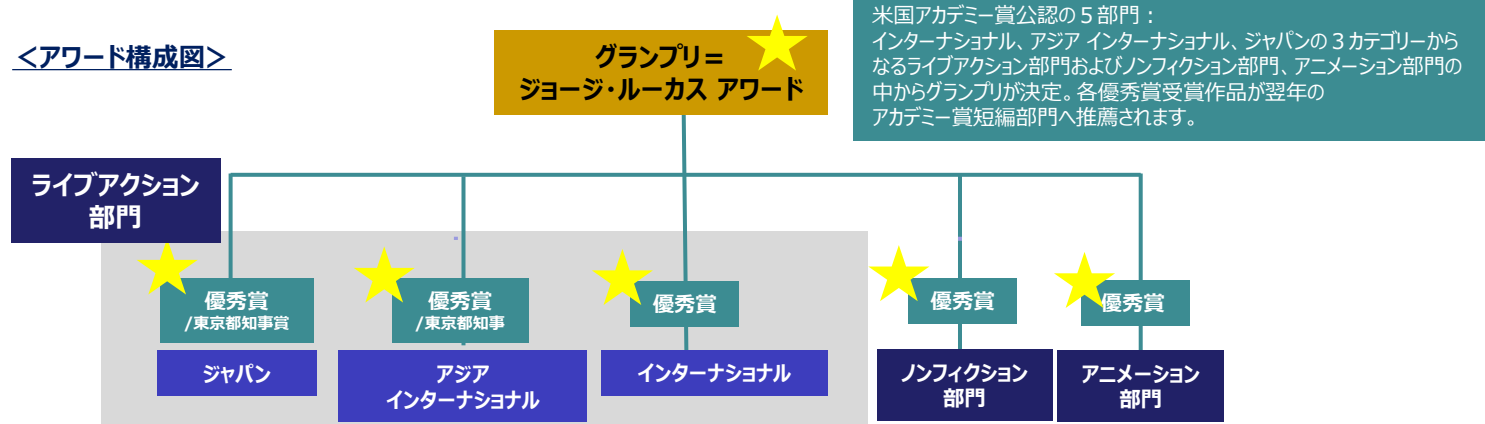 <アワード構成図>
グランプリ＝
ジョージ・ルーカス アワード
米国アカデミー賞公認の５部門：
インターナショナル、アジア インターナショナル、ジャパンの３カテゴリーから
なるライブアクション部門およびノンフィクション部門、アニメーション部門の
中からグランプリが決定。各優秀賞受賞作品が翌年の
アカデミー賞短編部門へ推薦されます。
ライブアクション
部門
優秀賞
/東京都知事賞
ジャパン
優秀賞
/東京都知事
アジア
インターナショナル
優秀賞
インターナショナル
優秀賞
ノンフィクション
部門
優秀賞
アニメーション
部門